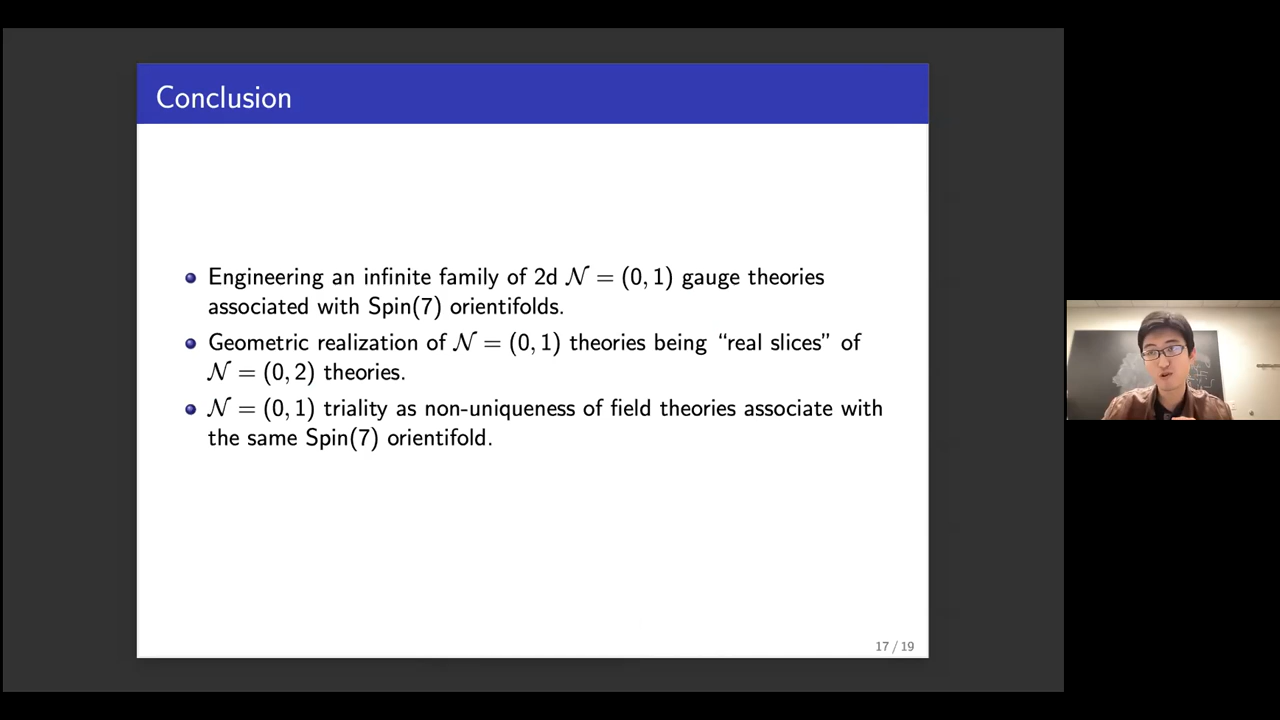 Conclusion
Engineering an infinite family of 2d 𝒩 = (0, 1) gauge theories
associated with Spin(7) orientifolds.
Geometric realization of 𝒩 = (0, 1) theories being “real slices” of
𝒩 = (0, 2) theories.
𝒩 = (0, 1) triality as non-uniqueness of field theories associate with
the same Spin(7) orientifold.
17 / 19